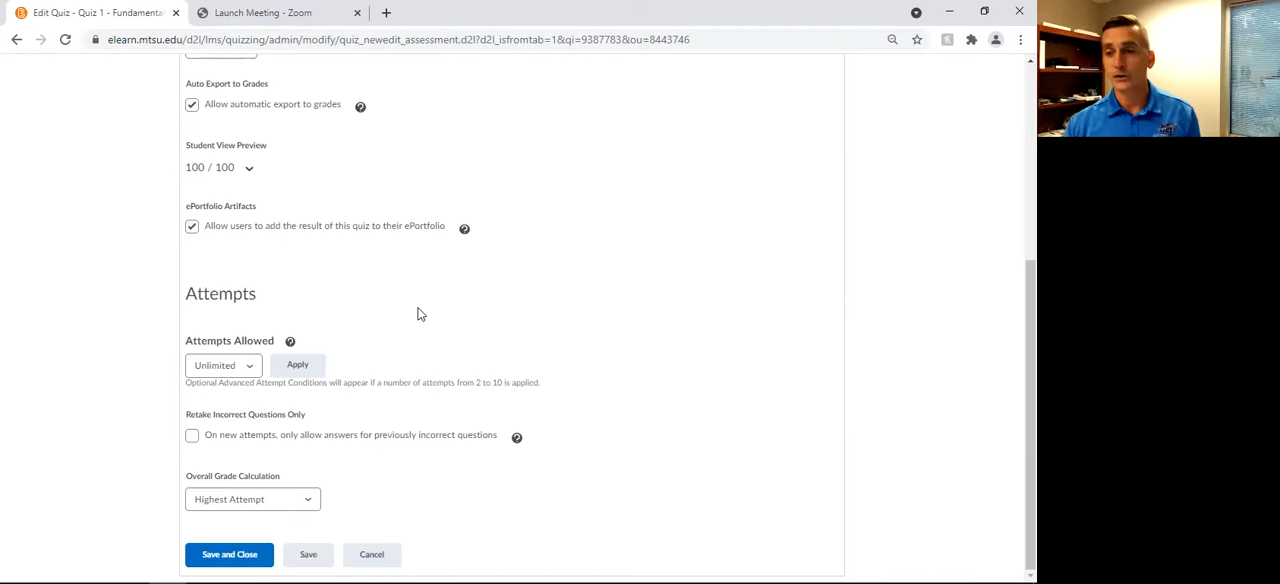 Edit Quiz - Quiz 1 - Fundamenta
Launch Meeting - Zoom
elearn.mtsu.edu/d2l/lms/quizzing/admin/modify/quiz_newedit_assessment.d2l?d2l_isfromtab=1&qi=9387783&ou=8443746
Auto Export to Grades
Allow automatic export to grades
Student View Preview
100 / 100
ePortfolio Artifacts
Allow users to add the result of this quiz to their ePortfolio
Attempts
Attempts Allowed
Unlimited Apply
Optional Advanced Attempt Conditions will appear if a number of attempts from 2 to 10 is applied.
Retake Incorrect Questions Only
On new attempts, only allow answers for previously incorrect questions
Overall Grade Calculation
Highest Attempt
Save and Close Save Cancel